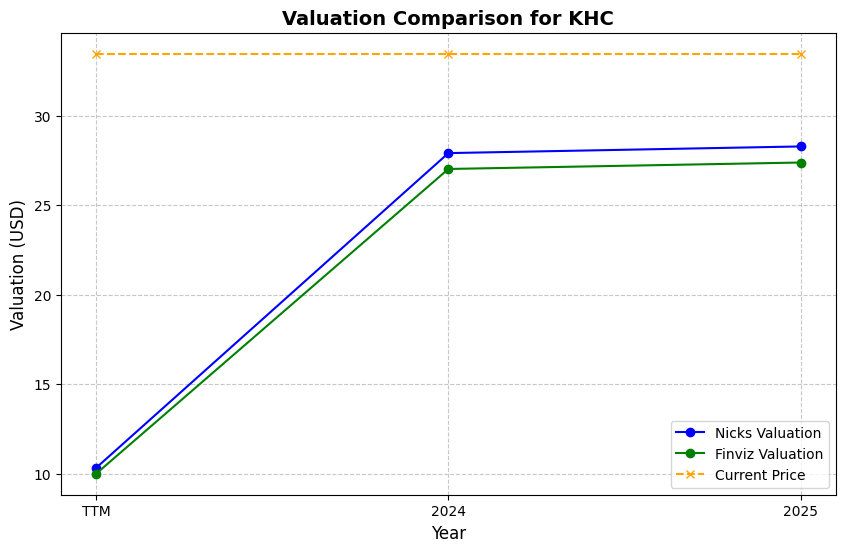 Valuation Comparison for KHC
Valuation (USD)
30
25
20
15
10
TTM
2024
2025
Year
Nicks Valuation
Finviz Valuation
Current Price